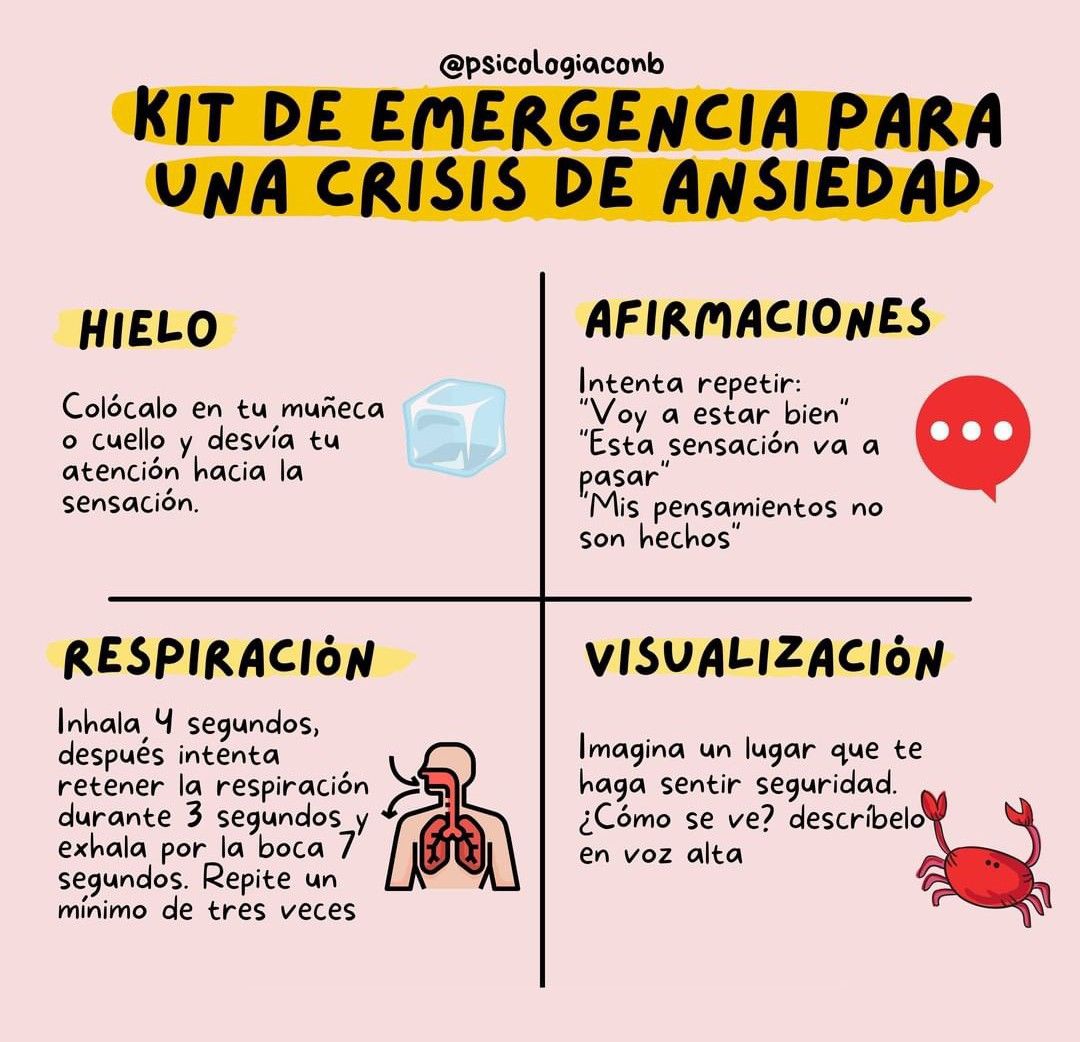 @psicologiaconb
KIT DE EMERGENCIA PARA
UNA CRISIS DE ANSIEDAD
HIELO
Colócalo en tu muñeca
o cuello y desvía tu
atención hacia la
sensación.
AFIRMACIONES
Intenta repetir:
"Voy a estar bien"
"Esta sensación va a
pasar"
"Mis pensamientos no
son hechos"
RESPIRACIÓN
Inhala 4 segundos,
después intenta
retener la respiración
durante 3 segundos y
exhala por la boca 7
segundos. Repite un
mínimo de tres veces
VISUALIZACIÓN
Imagina un lugar que te
haga sentir seguridad.
¿Cómo se ve? descríbelo
en voz alta